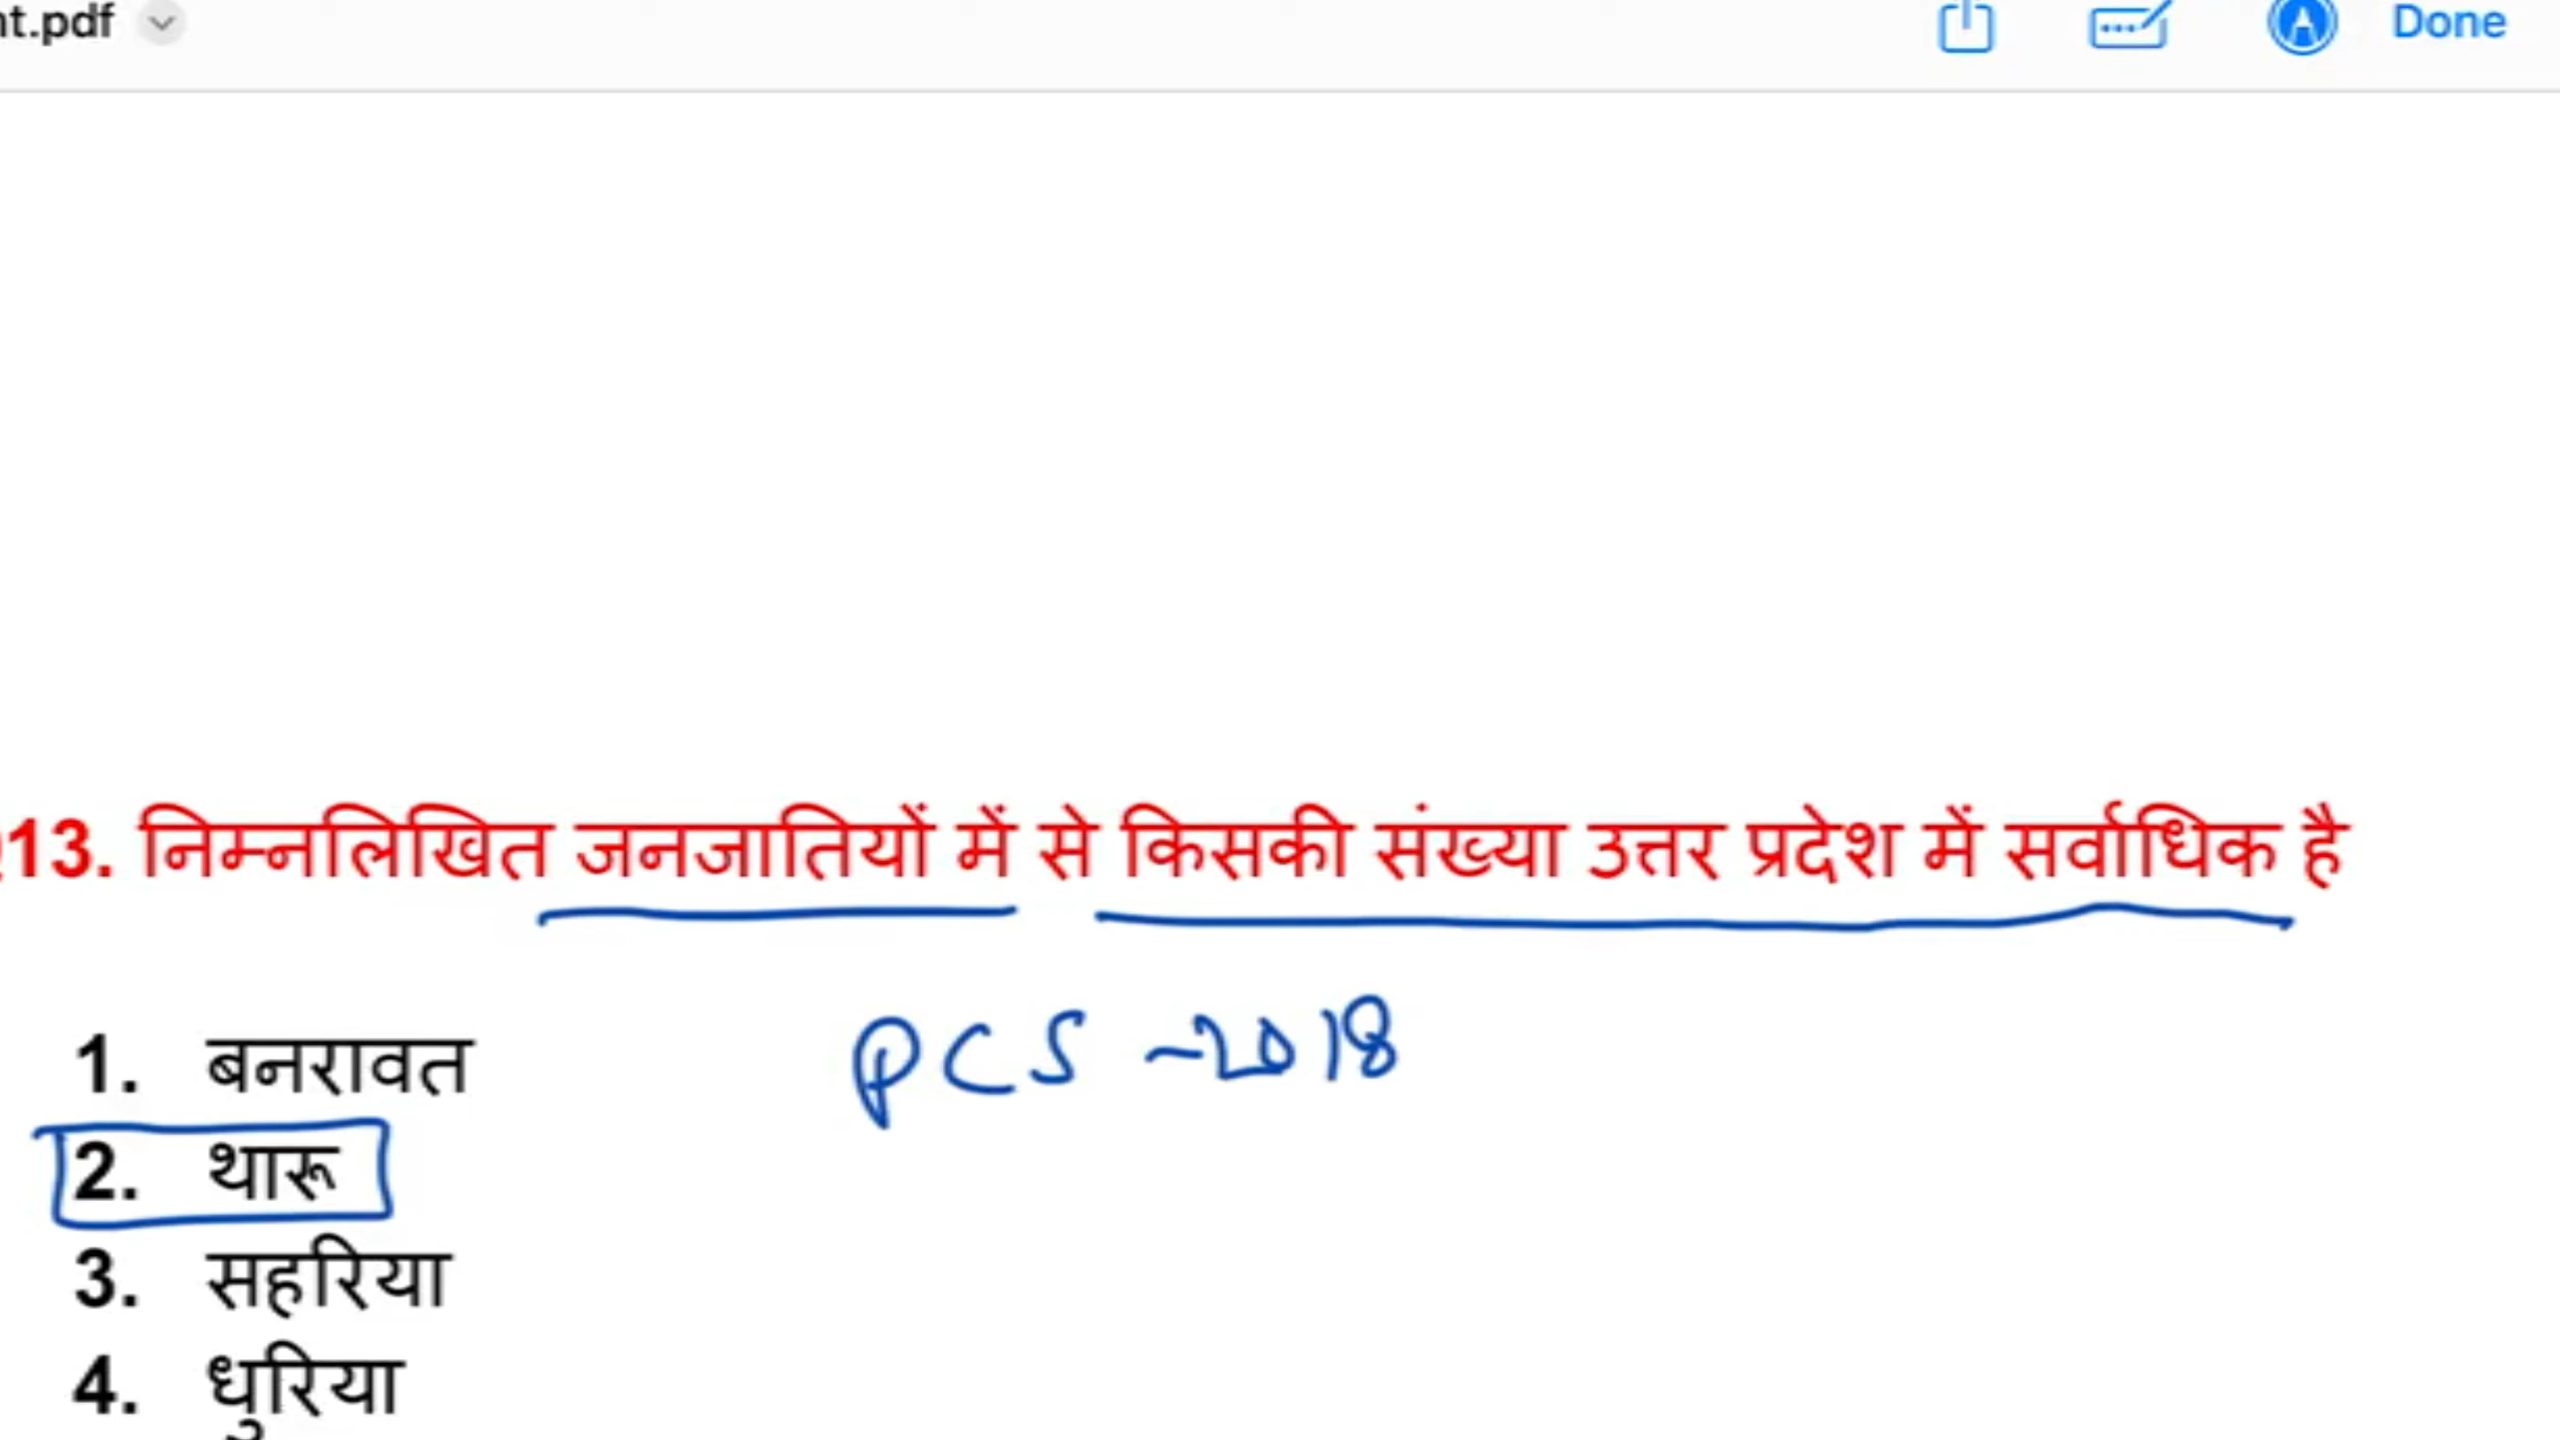 nt.pdf
Done
13. निम्नलिखित जनजातियों में से किसकी संख्या उत्तर प्रदेश में सर्वाधिक है
PCS -2018
1. बनरावत
2. थारू
3. सहरिया
4. धुरिया